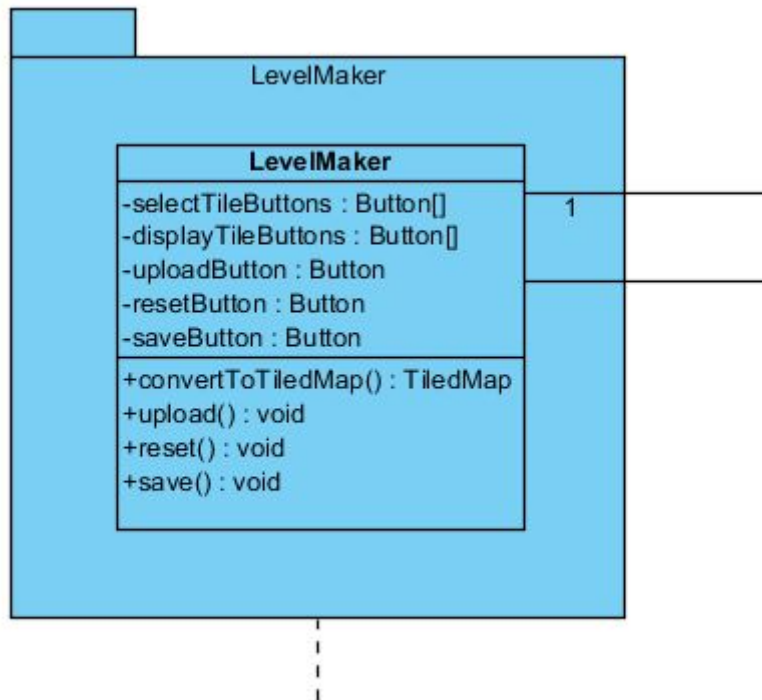 LevelMaker
LevelMaker
-selectTileButtons : Button[]
1
-displayTileButtons : Button[]
-uploadButton : Button
-resetButton : Button
-saveButton : Button
+convertToTiledMap() : TiledMap
+upload() : void
+reset() : void
+save() : void